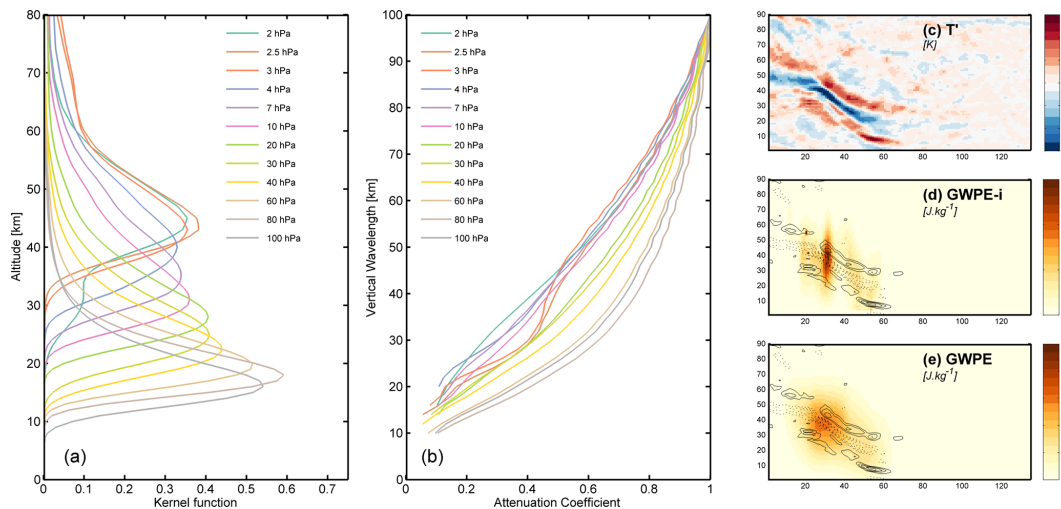 80
70
60
50
40
30
20
10
0
Altitude [km]
2 hPa
2.5 hPa
3 hPa
4 hPa
7 hPa
10 hPa
20 hPa
30 hPa
40 hPa
60 hPa
80 hPa
100 hPa
(a)
0 0.1 0.2 0.3 0.4 0.5 0.6 0.7
Kernel function
100
90
80
70
60
50
40
30
20
10
0
Vertical Wavelength [km]
2 hPa
2.5 hPa
3 hPa
4 hPa
7 hPa
10 hPa
20 hPa
30 hPa
40 hPa
60 hPa
80 hPa
100 hPa
(b)
0 0.2 0.4 0.6 0.8 1
Attenuation Coefficient
(c) T'
[K]
90
80
70
60
50
40
30
20
10
20 40 60 80 100 120
(d) GWPE-i
[J.kg⁻¹]
90
80
70
60
50
40
30
20
10
20 40 60 80 100 120
(e) GWPE
[J.kg⁻¹]
90
80
70
60
50
40
30
20
10
20 40 60 80 100 120